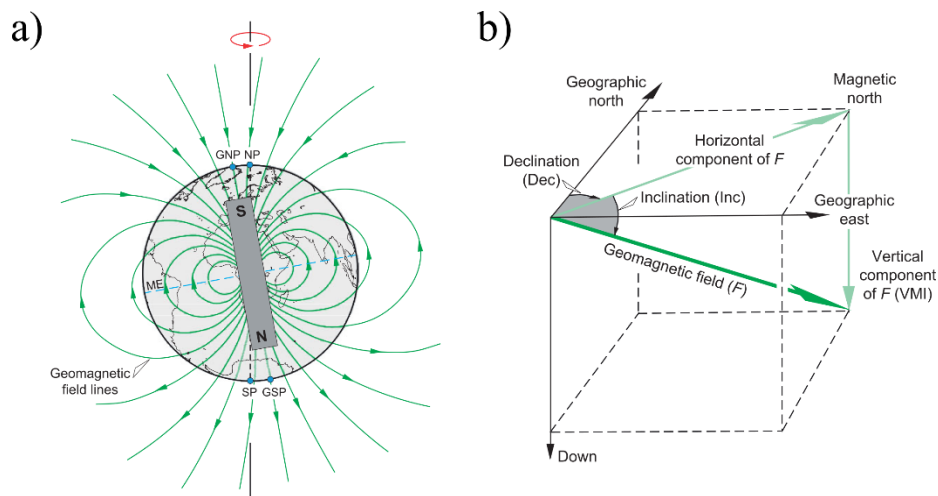 a)
GNP NP
S
ME
N
Geomagnetic
field lines
SP GSP
b)
Geographic
north
Magnetic
north
Horizontal
component of F
Declination
(Dec)
Inclination (Inc)
Geographic
east
Geomagnetic field (F)
Vertical
component
of F (VMI)
Down